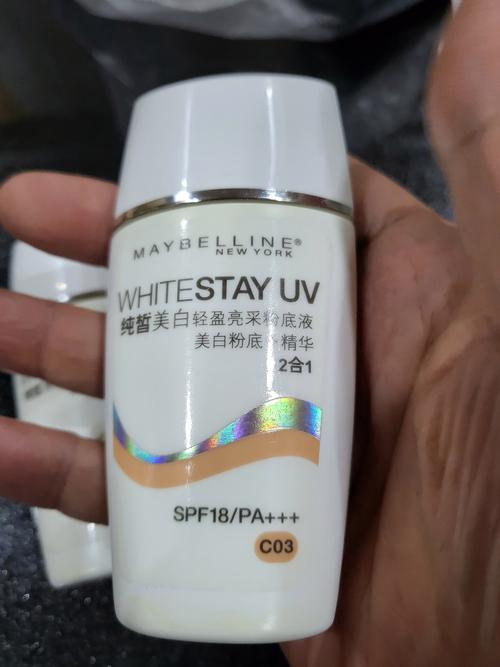 MAYBELLINE®
NEW YORK
WHITESTAY UV
纯皙美白轻盈亮采粉底液
美白粉底+精华
2合1
SPF18/PA+++
C03